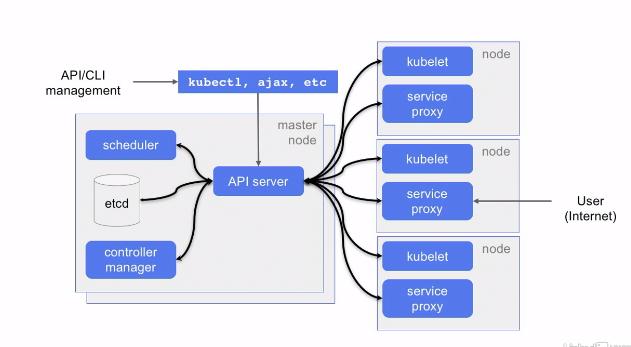 API/CLI
management
kubectl, ajax, etc
master
node
scheduler
etcd
controller
manager
API server
node
kubelet
service
proxy
node
kubelet
service
proxy
node
kubelet
service
proxy
User
(Internet)